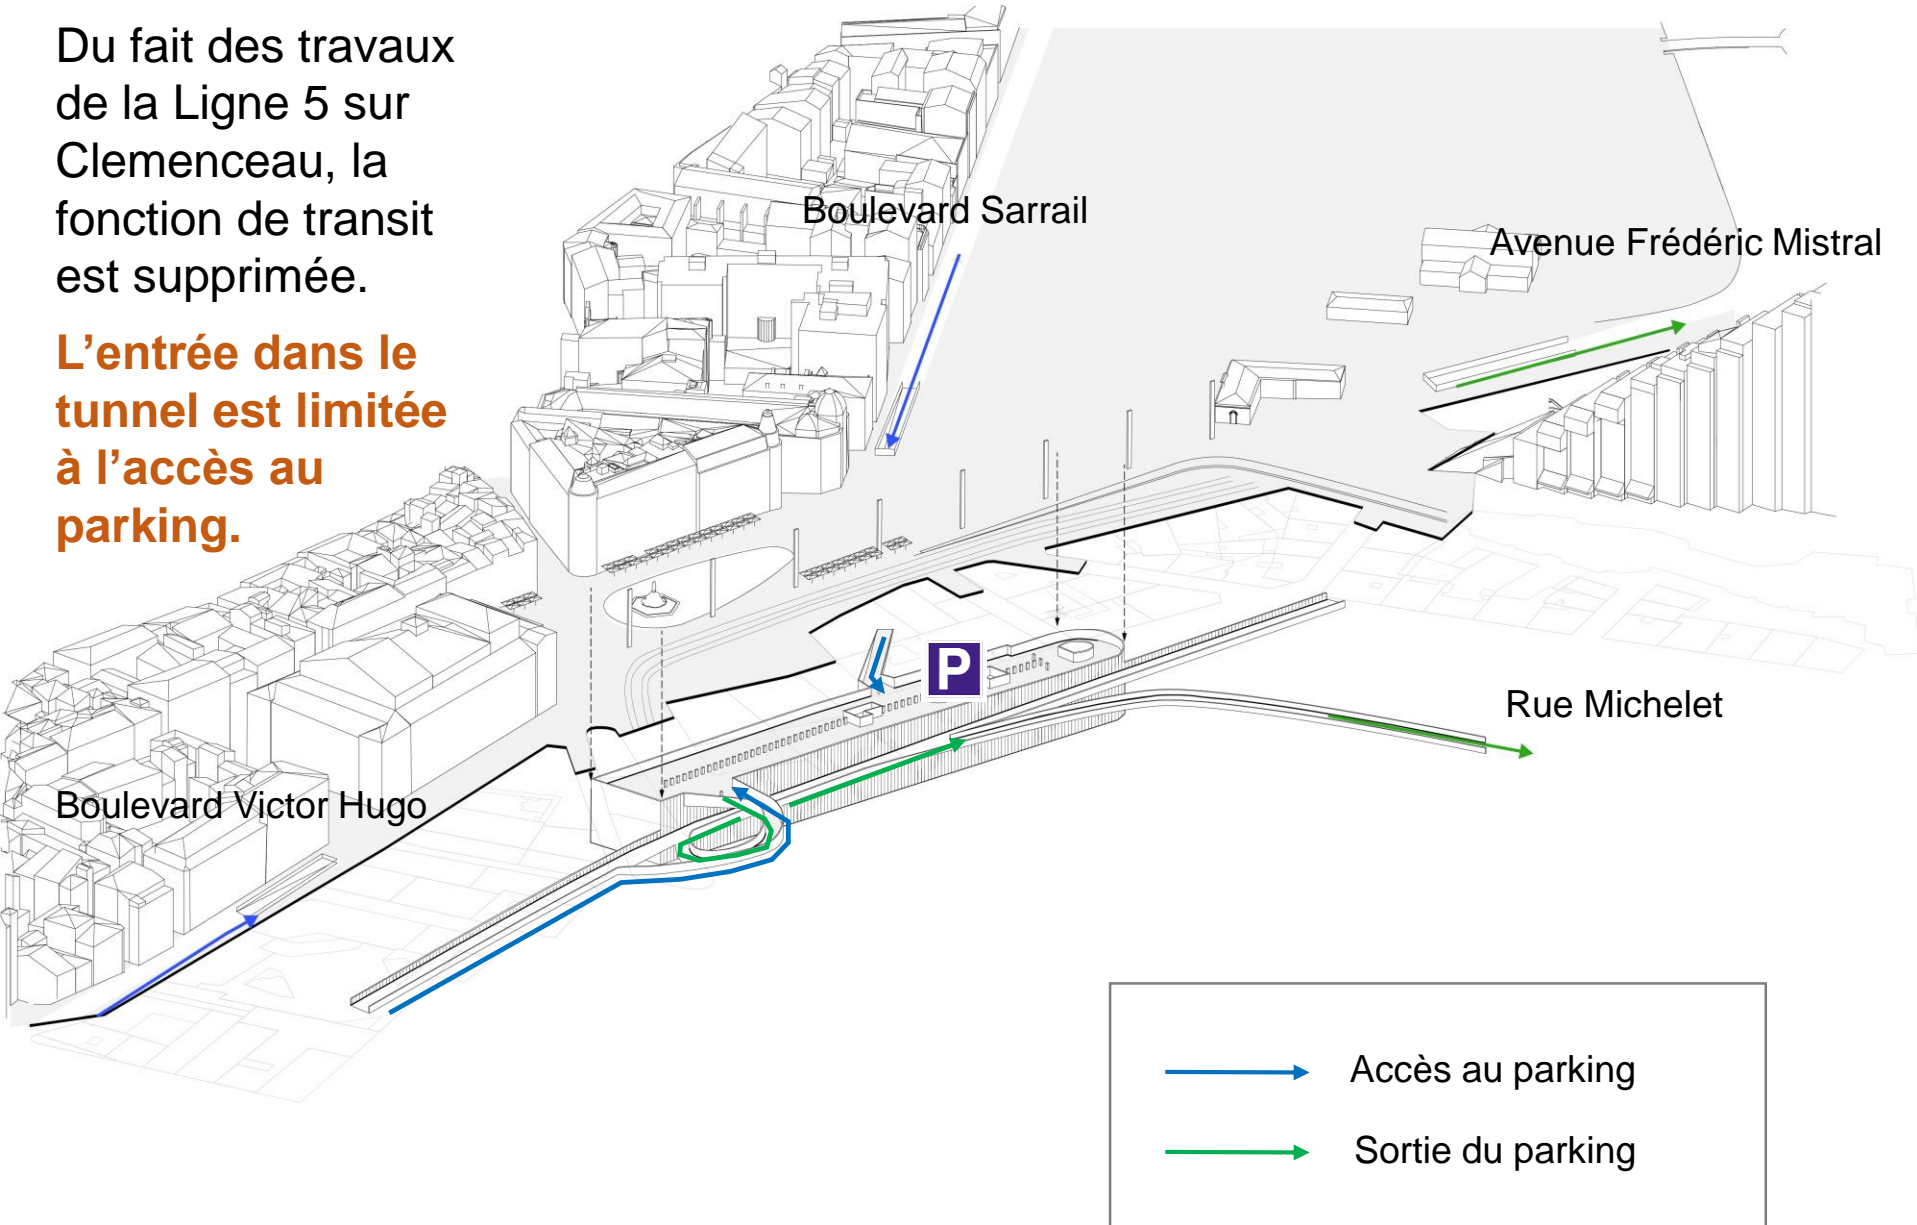 Du fait des travaux
de la Ligne 5 sur
Clemenceau, la
fonction de transit
est supprimée.
L’entrée dans le
tunnel est limitée
à l’accès au
parking.
Boulevard Sarrail
Avenue Frédéric Mistral
P
Rue Michelet
Boulevard Victor Hugo
Accès au parking
Sortie du parking